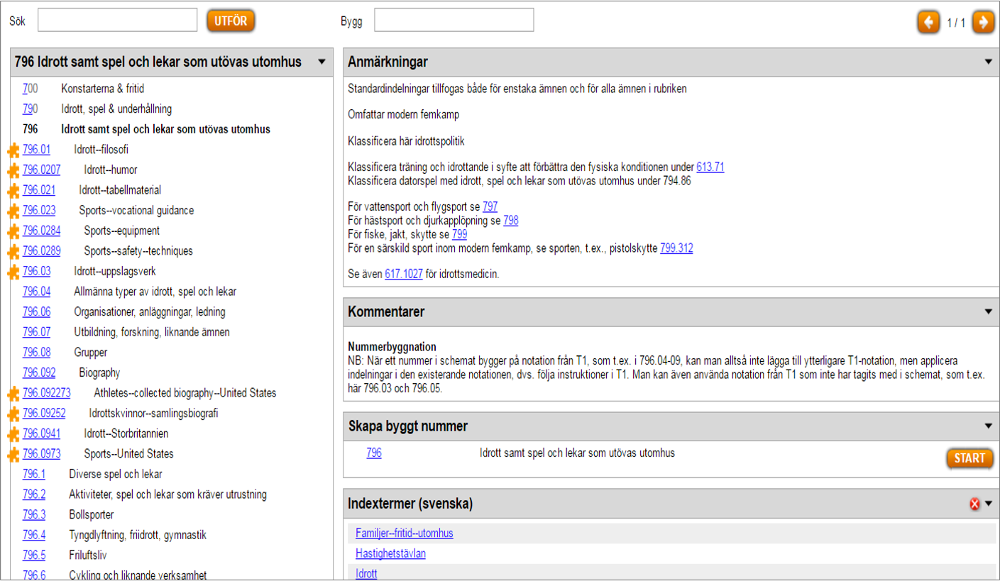 Sök
UTFÖR
Bygg
1 / 1
796 Idrott samt spel och lekar som utövas utomhus
700 Konstarterna & fritid
790 Idrott, spel & underhållning
796 Idrott samt spel och lekar som utövas utomhus
796.01 Idrott--filosofi
796.0207 Idrott--humor
796.021 Idrott--tabellmaterial
796.023 Sports--vocational guidance
796.0284 Sports--equipment
796.0289 Sports--safety--techniques
796.03 Idrott--uppslagsverk
796.04 Allmänna typer av idrott, spel och lekar
796.06 Organisationer, anläggningar, ledning
796.07 Utbildning, forskning, liknande ämnen
796.08 Grupper
796.092 Biography
796.092273 Athletes--collected biography--United States
796.09252 Idrottskvinnor--samlingsbiografi
796.0941 Idrott--Storbritannien
796.0973 Sports--United States
796.1 Diverse spel och lekar
796.2 Aktiviteter, spel och lekar som kräver utrustning
796.3 Bollsporter
796.4 Tyngdlyftning, friidrott, gymnastik
796.5 Friluftsliv
796.6 Cykling och liknande verksamhet
Anmärkningar
Standardindelningar tillfogas både för enstaka ämnen och för alla ämnen i rubriken
Omfattar modern femkamp
Klassificera här idrottspolitik
Klassificera träning och idrottande i syfte att förbättra den fysiska konditionen under 613.71
Klassificera datorspel med idrott, spel och lekar som utövas utomhus under 794.86
För vattensport och flygsport se 797
För hästsport och djurkapplöpning se 798
För fiske, jakt, skytte se 799
För en särskild sport inom modern femkamp, se sporten, t.ex., pistolskytte 799.312
Se även 617.1027 för idrottsmedicin.
Kommentarer
Nummerbyggnation
NB: När ett nummer i schemat bygger på notation från T1, som t.ex. i 796.04-09, kan man alltså inte lägga till ytterligare T1-notation, men applicera
indelningar i den existerande notationen, dvs. följa instruktioner i T1. Man kan även använda notation från T1 som inte har tagits med i schemat, som t.ex.
här 796.03 och 796.05.
Skapa byggt nummer
796 Idrott samt spel och lekar som utövas utomhus
START
Indextermer (svenska)
Familjer--fritid--utomhus
Hastighetstävlan
Idrott